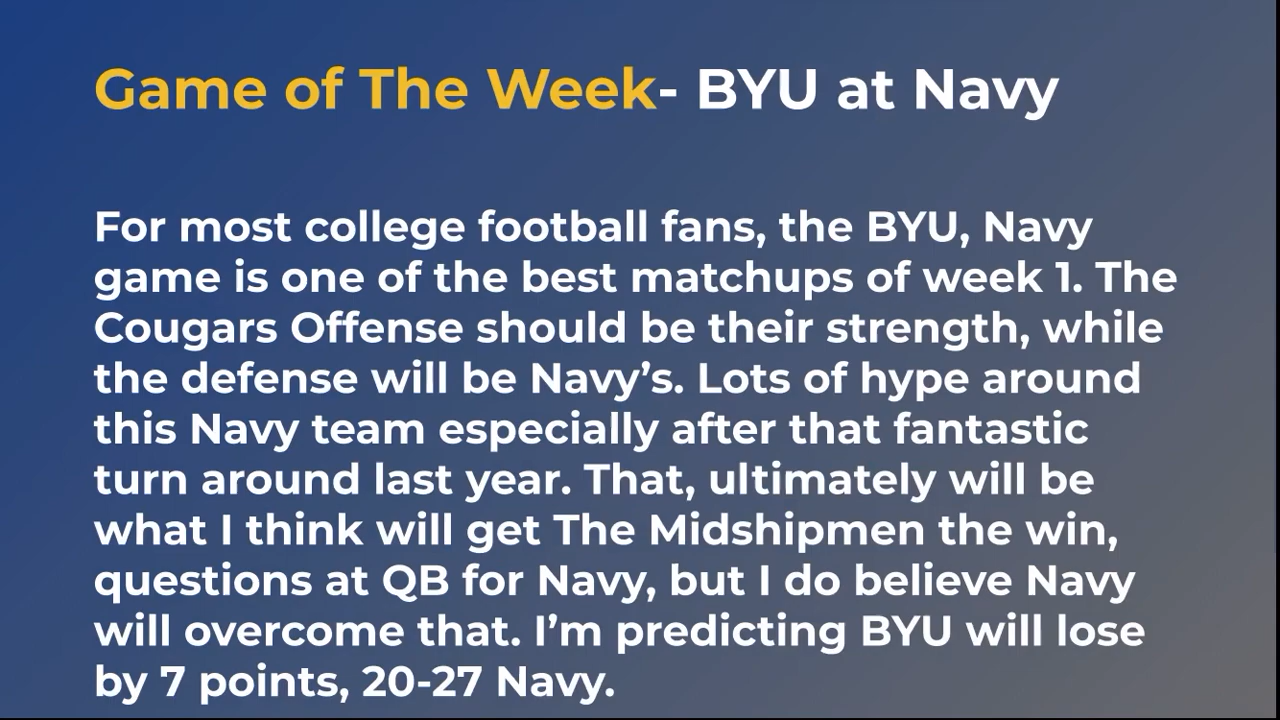 Game of The Week- BYU at Navy
For most college football fans, the BYU, Navy
game is one of the best matchups of week 1. The
Cougars Offense should be their strength, while
the defense will be Navy’s. Lots of hype around
this Navy team especially after that fantastic
turn around last year. That, ultimately will be
what I think will get The Midshipmen the win,
questions at QB for Navy, but I do believe Navy
will overcome that. I’m predicting BYU will lose
by 7 points, 20-27 Navy.